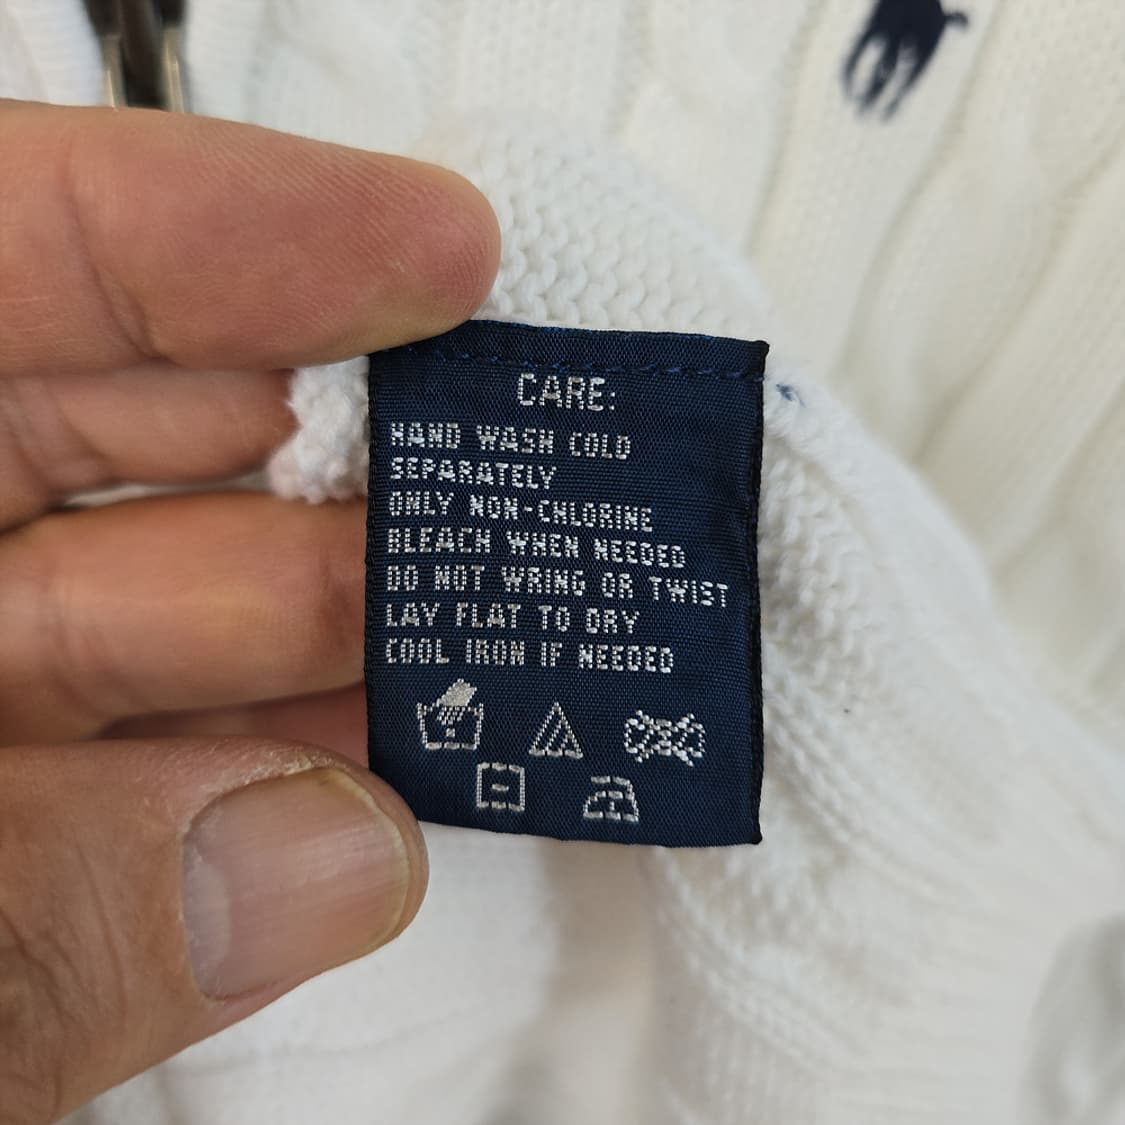 CARE:
HAND WASH COLD
SEPARATELY
ONLY NON-CHLORINE
BLEACH WHEN NEEDED
DO NOT WRING OR TWIST
LAY FLAT TO DRY
COOL IRON IF NEEDED